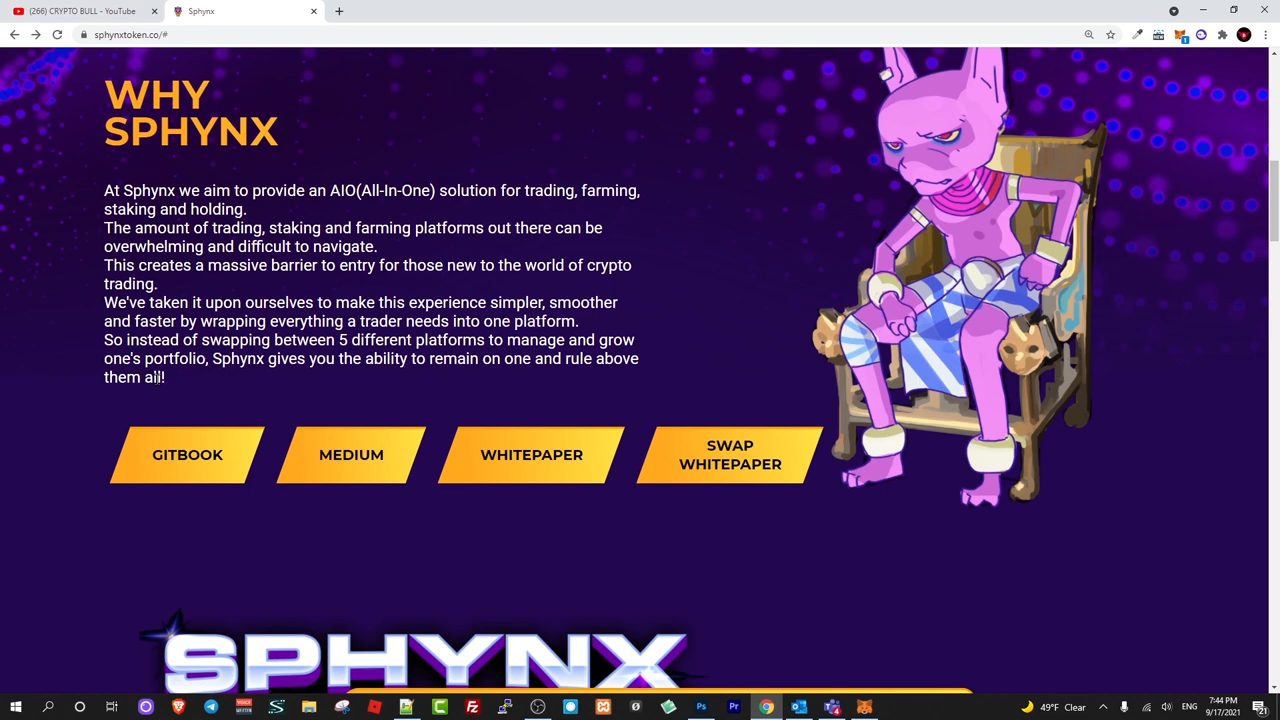 (266) CRYPTO BULL - YouTube
Sphynx
sphynxtoken.co/#
1
WHY
SPHYNX
At Sphynx we aim to provide an AIO(All-In-One) solution for trading, farming,
staking and holding.
The amount of trading, staking and farming platforms out there can be
overwhelming and difficult to navigate.
This creates a massive barrier to entry for those new to the world of crypto
trading.
We've taken it upon ourselves to make this experience simpler, smoother
and faster by wrapping everything a trader needs into one platform.
So instead of swapping between 5 different platforms to manage and grow
one's portfolio, Sphynx gives you the ability to remain on one and rule above
them all!
GITBOOK
MEDIUM
WHITEPAPER
SWAP
WHITEPAPER
SPHYNX
49°F Clear
ENG
7:44 PM
9/17/2021